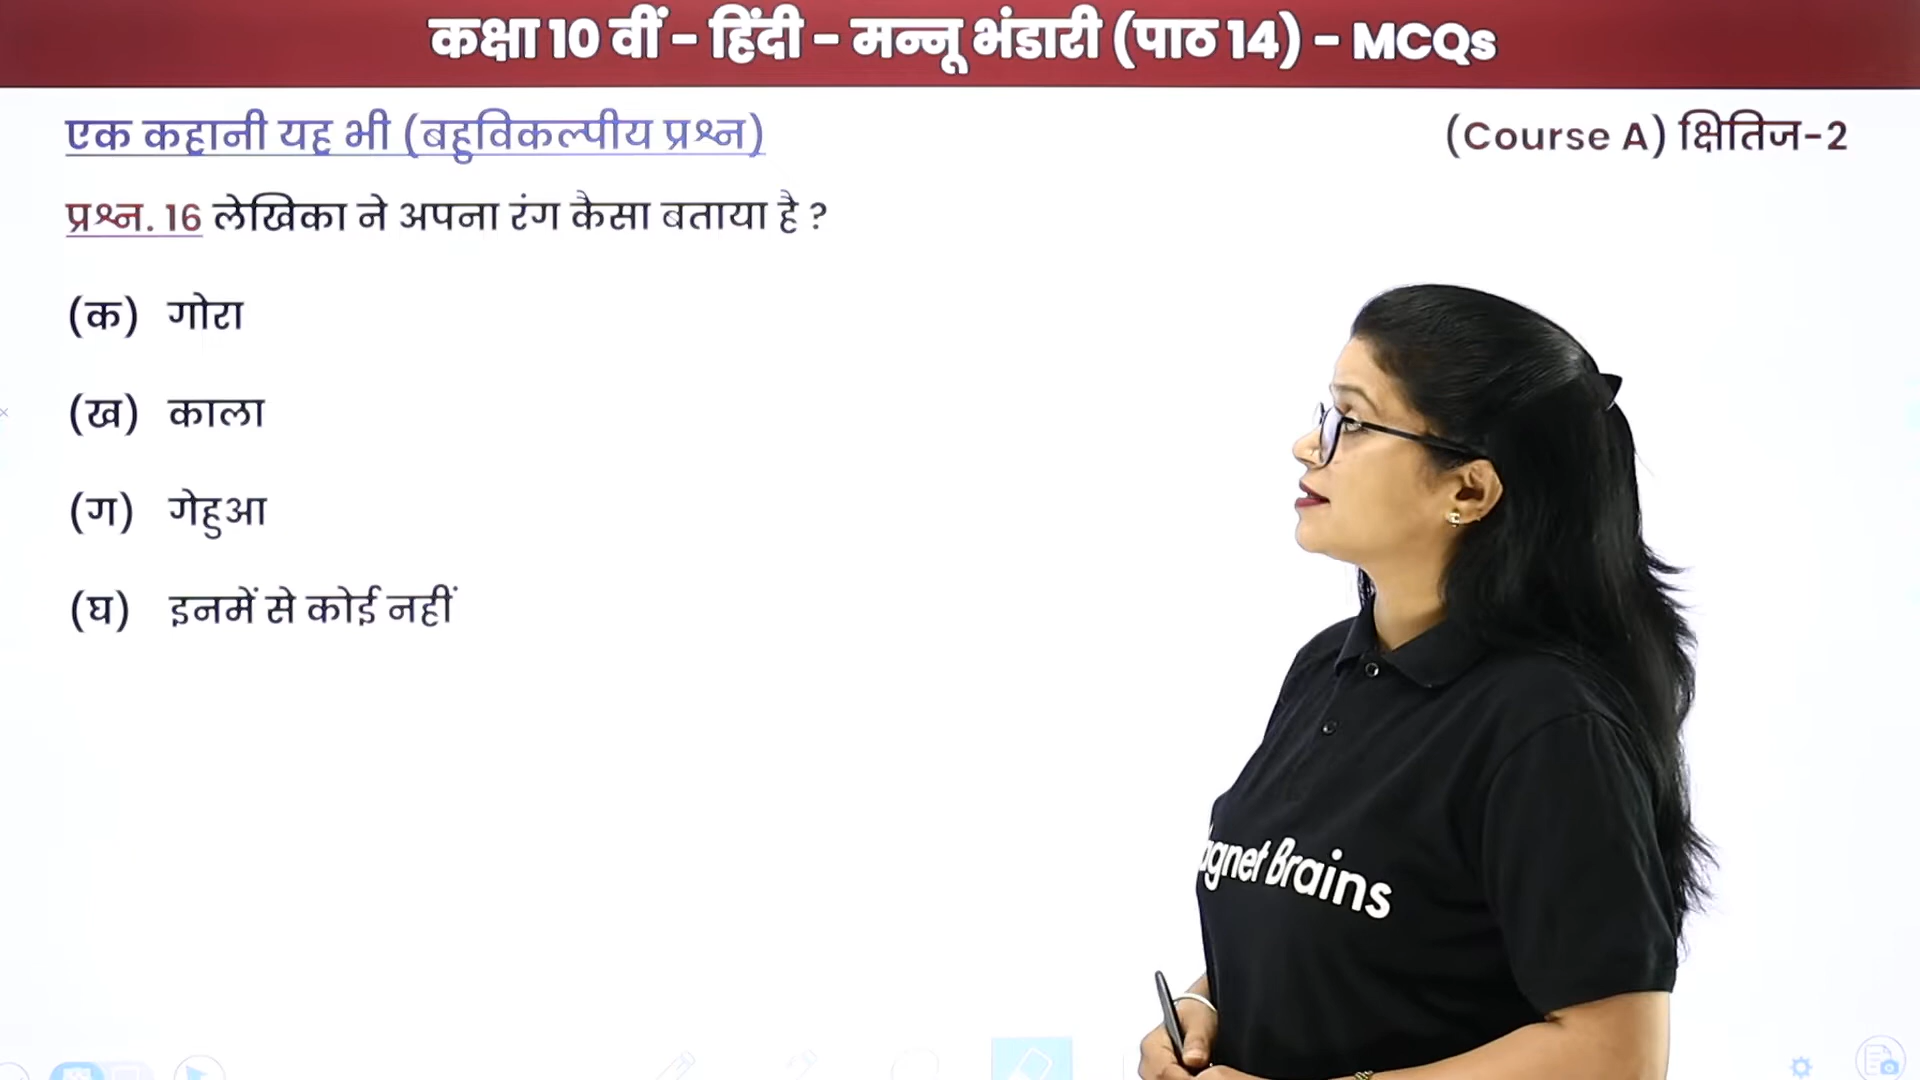 कक्षा 10 वीं - हिंदी - मन्नू भंडारी (पाठ 14) - MCQs
एक कहानी यह भी (बहुविकल्पीय प्रश्न)
(Course A) क्षितिज-2
प्रश्न. 16 लेखिका ने अपना रंग कैसा बताया है ?
(क) गोरा
(ख) काला
(ग) गेहुआ
(घ) इनमें से कोई नहीं
agnet Brains